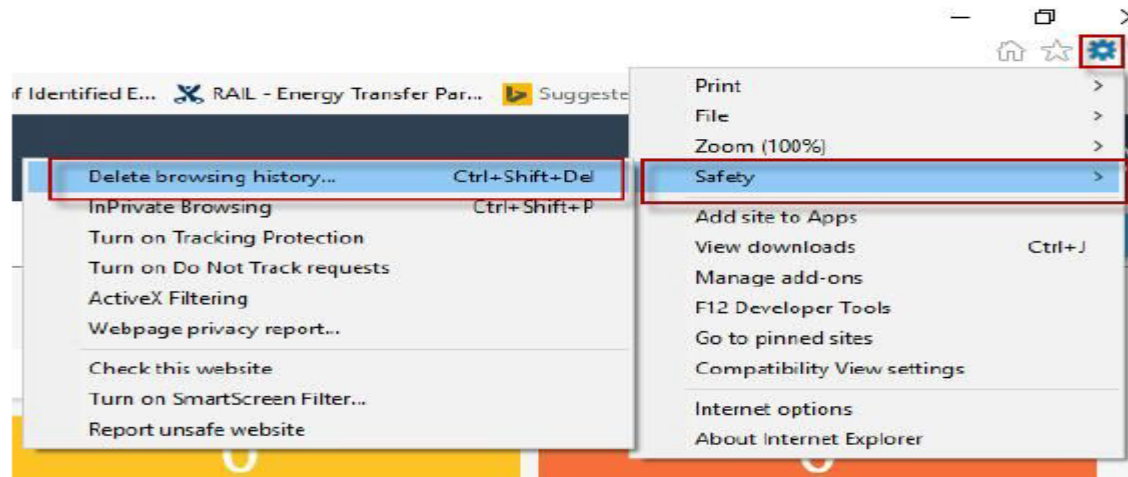 f Identified E... RAIL - Energy Transfer Par... Suggeste
Print >
File >
Zoom (100%) >
Safety >
Add site to Apps
View downloads Ctrl+J
Manage add-ons
F12 Developer Tools
Go to pinned sites
Compatibility View settings
Internet options
About Internet Explorer
Delete browsing history... Ctrl+Shift+Del
InPrivate Browsing Ctrl+Shift+P
Turn on Tracking Protection
Turn on Do Not Track requests
ActiveX Filtering
Webpage privacy report...
Check this website
Turn on SmartScreen Filter...
Report unsafe website